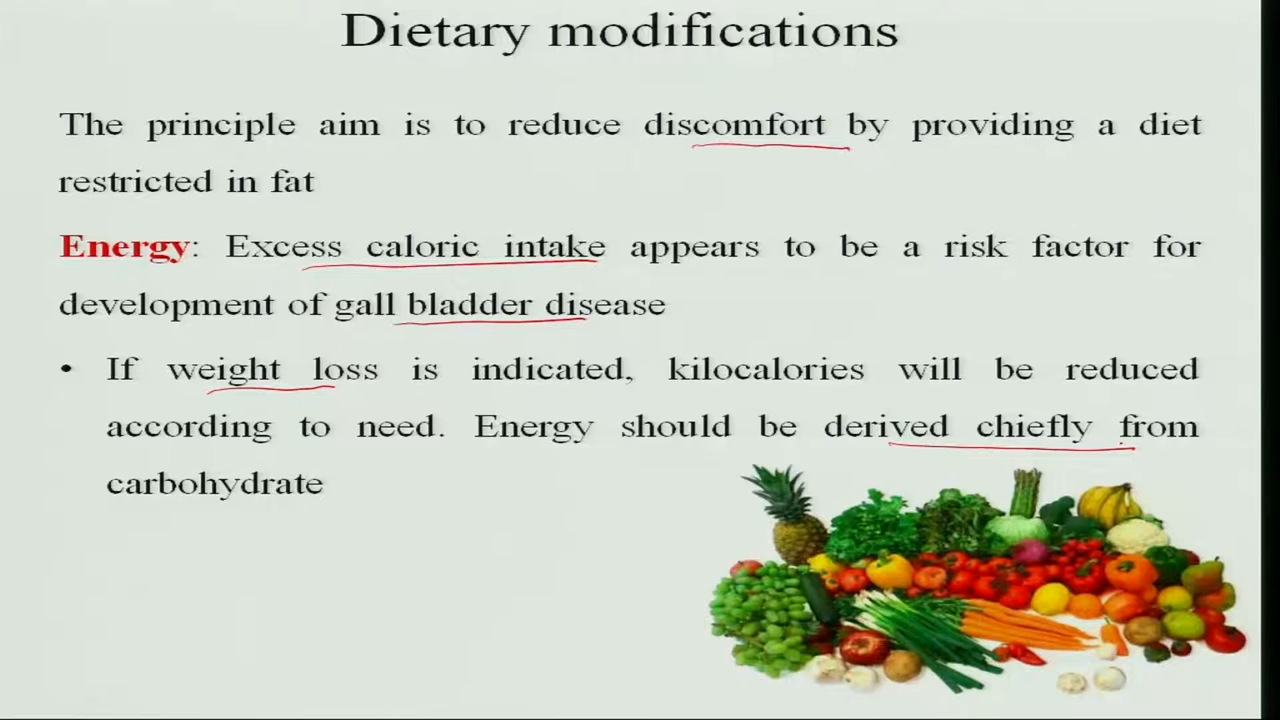 Dietary modifications
The principle aim is to reduce discomfort by providing a diet
restricted in fat
Energy: Excess caloric intake appears to be a risk factor for
development of gall bladder disease
• If weight loss is indicated, kilocalories will be reduced
according to need. Energy should be derived chiefly from
carbohydrate